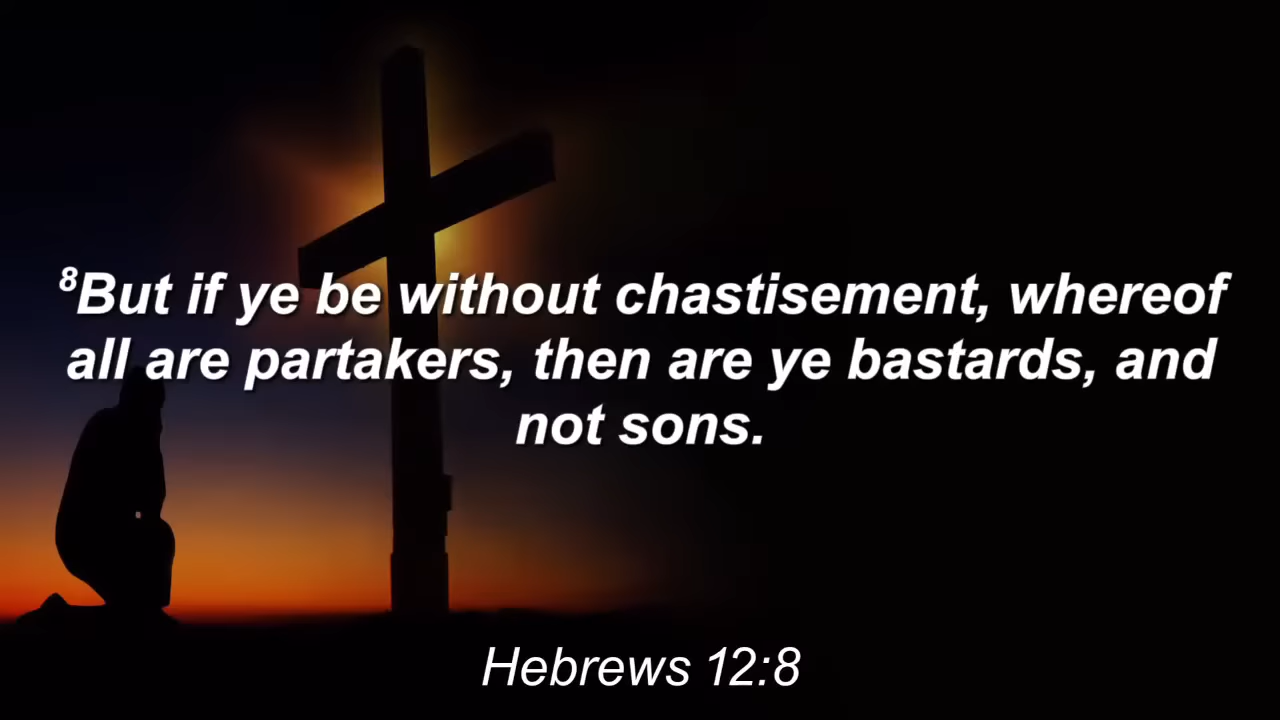 ⁸But if ye be without chastisement, whereof
all are partakers, then are ye bastards, and
not sons.
Hebrews 12:8